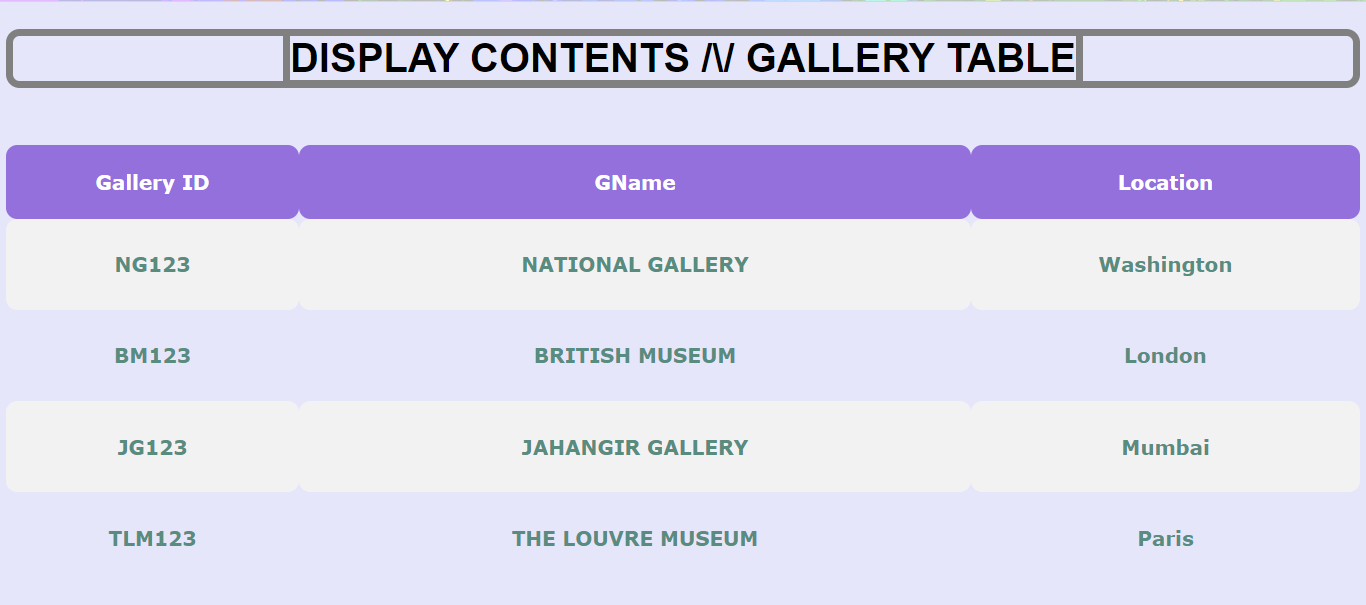 DISPLAY CONTENTS /\/ GALLERY TABLE
Gallery ID GName Location
NG123 NATIONAL GALLERY Washington
BM123 BRITISH MUSEUM London
JG123 JAHANGIR GALLERY Mumbai
TLM123 THE LOUVRE MUSEUM Paris